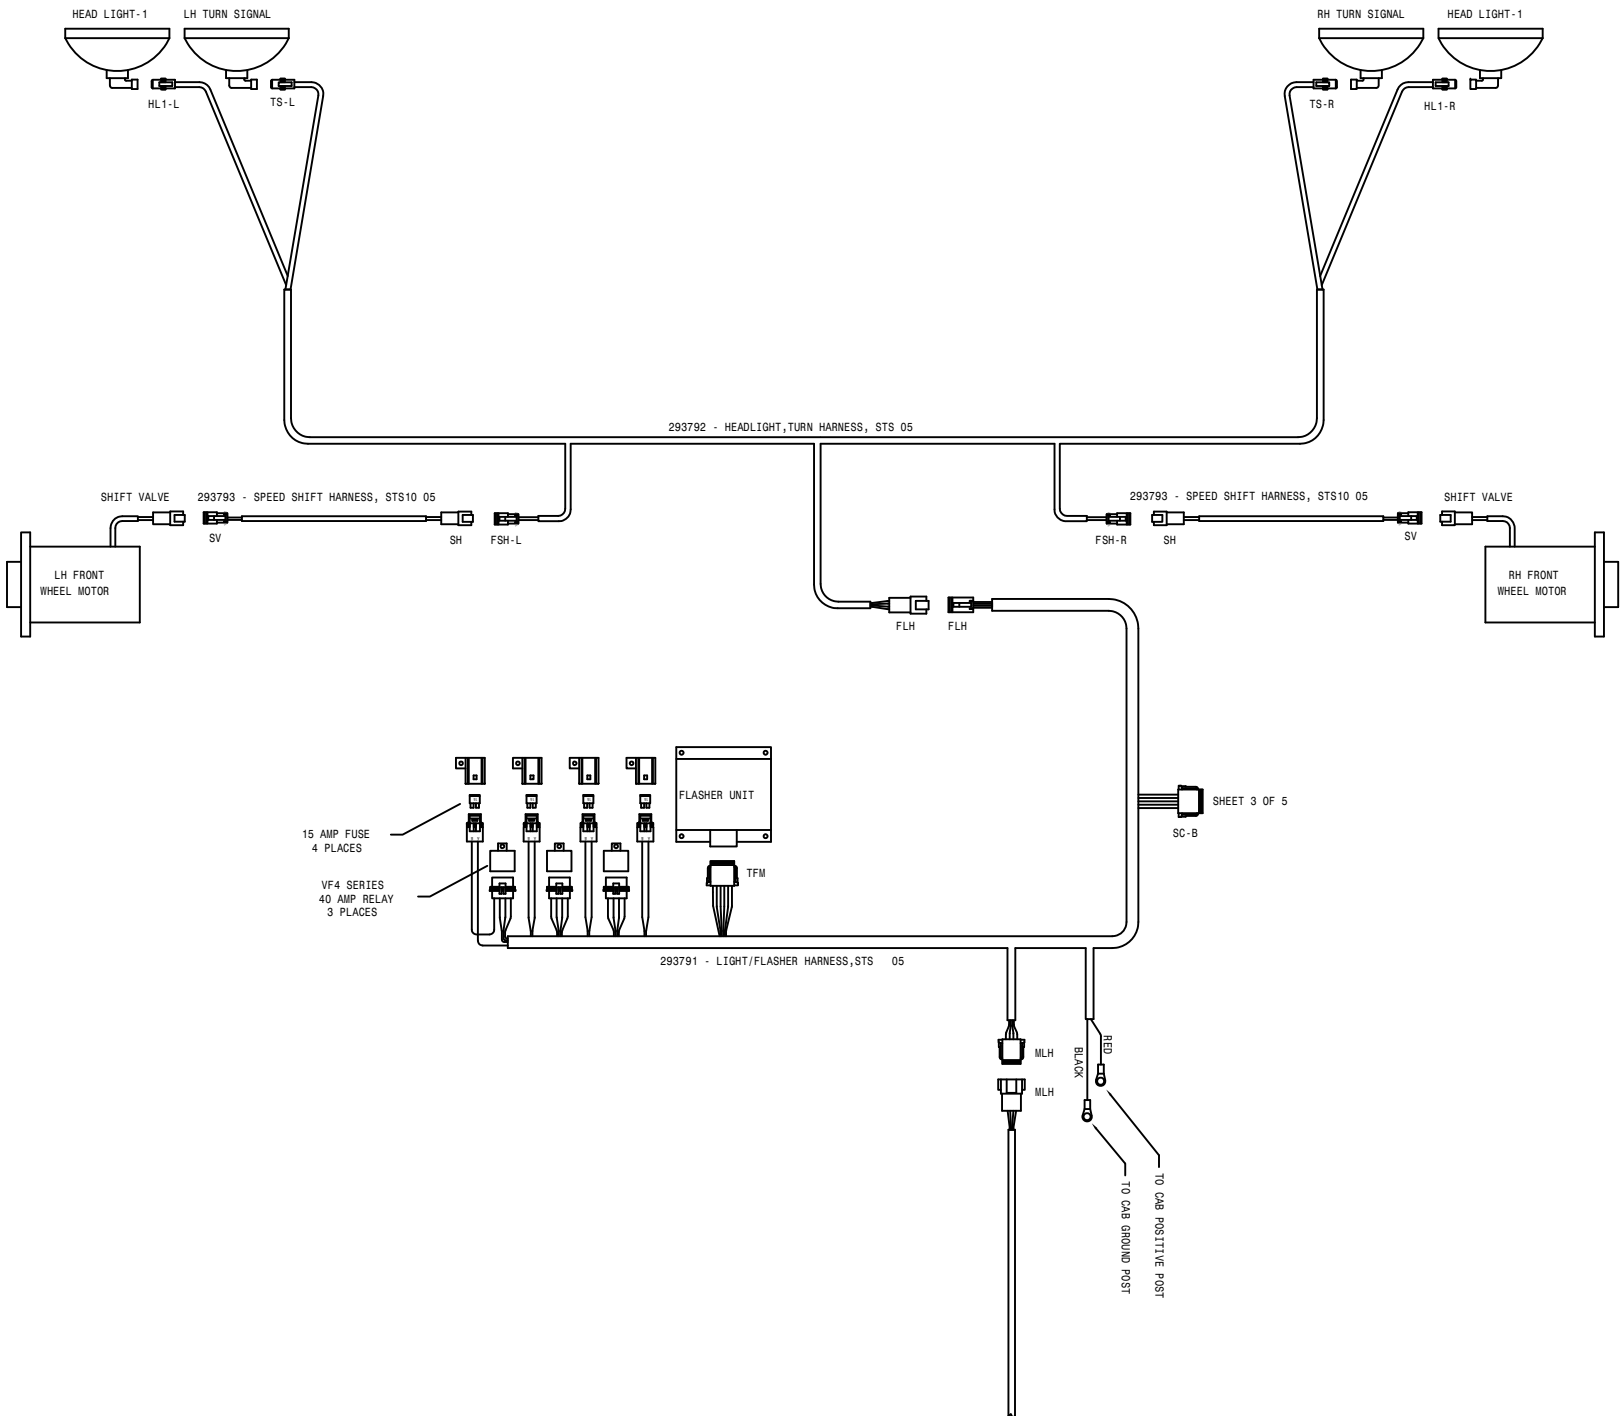 HEAD LIGHT-1
LH TURN SIGNAL
RH TURN SIGNAL
HEAD LIGHT-1
HL1-L
TS-L
TS-R
HL1-R
293792 - HEADLIGHT,TURN HARNESS, STS 05
SHIFT VALVE
293793 - SPEED SHIFT HARNESS, STS10 05
293793 - SPEED SHIFT HARNESS, STS10 05
SHIFT VALVE
SV
SH
FSH-L
FSH-R
SH
SV
LH FRONT
WHEEL MOTOR
RH FRONT
WHEEL MOTOR
FLH
FLH
FLASHER UNIT
SHEET 3 OF 5
SC-B
15 AMP FUSE
4 PLACES
TFM
VF4 SERIES
40 AMP RELAY
3 PLACES
293791 - LIGHT/FLASHER HARNESS,STS 05
MLH
MLH
RED
BLACK
TO CAB POSITIVE POST
TO CAB GROUND POST